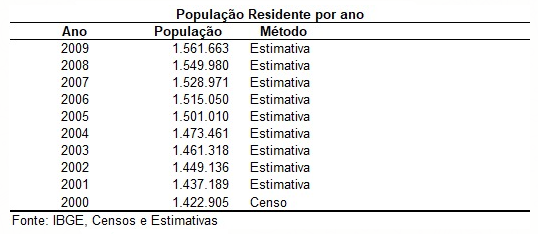 População Residente por ano
Ano População Método
2009 1.561.663 Estimativa
2008 1.549.980 Estimativa
2007 1.528.971 Estimativa
2006 1.515.050 Estimativa
2005 1.501.010 Estimativa
2004 1.473.461 Estimativa
2003 1.461.318 Estimativa
2002 1.449.136 Estimativa
2001 1.437.189 Estimativa
2000 1.422.905 Censo
Fonte: IBGE, Censos e Estimativas